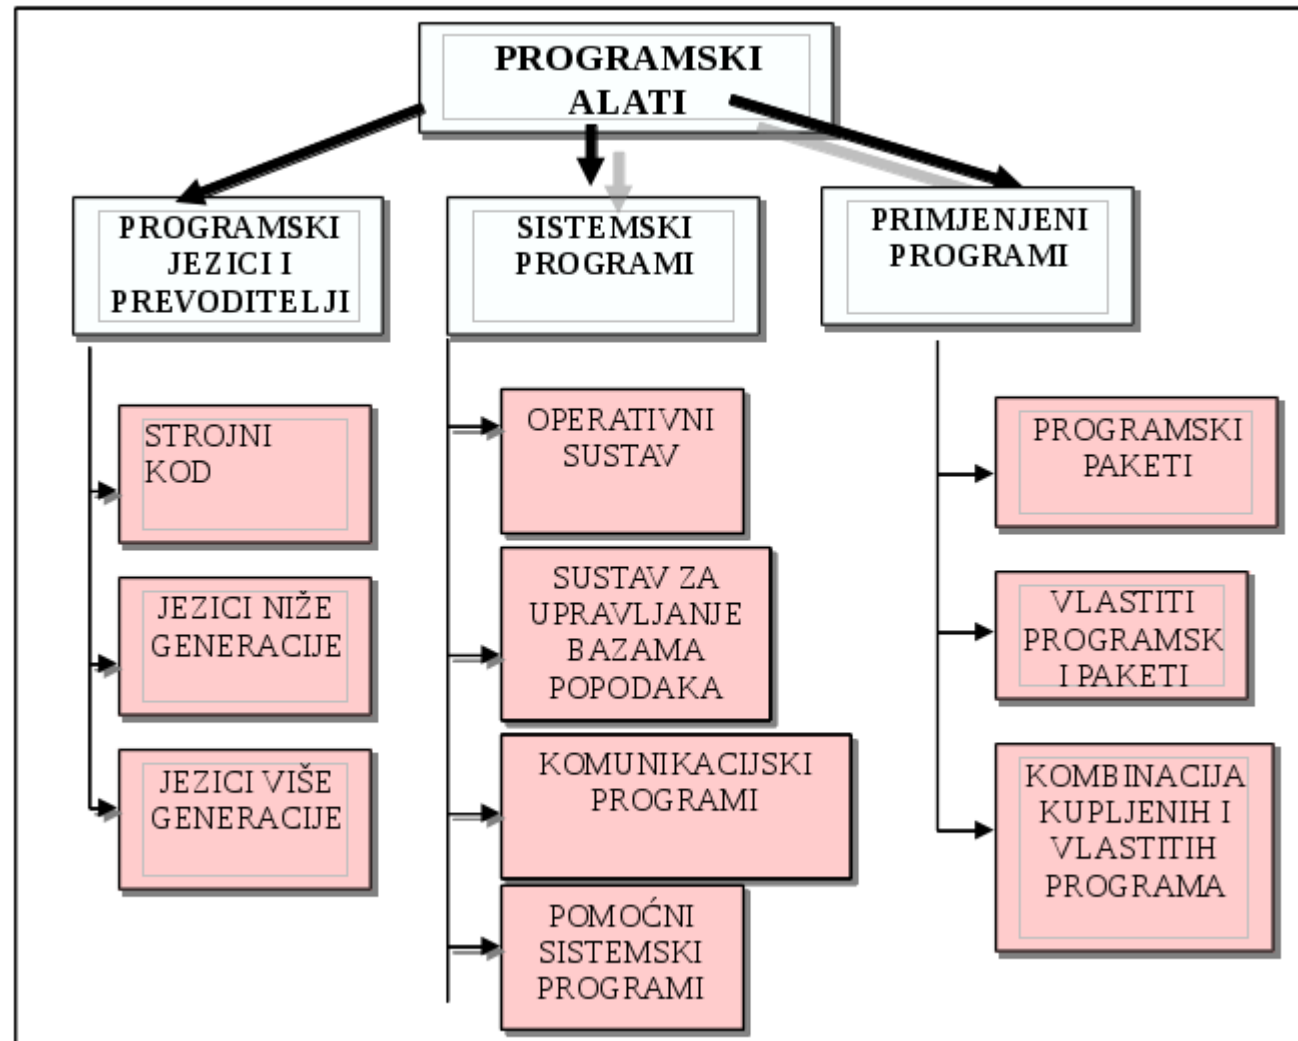 PROGRAMSKI
ALATI
PROGRAMSKI
JEZICI I
PREVODITELJI
SISTEMSKI
PROGRAMI
PRIMJENJENI
PROGRAMI
STROJNI
KOD
JEZICI NIŽE
GENERACIJE
JEZICI VIŠE
GENERACIJE
OPERATIVNI
SUSTAV
SUSTAV ZA
UPRAVLJANJE
BAZAMA
POPODAKA
KOMUNIKACIJSKI
PROGRAMI
POMOĆNI
SISTEMSKI
PROGRAMI
PROGRAMSKI
PAKETI
VLASTITI
PROGRAMSK
I PAKETI
KOMBINACIJA
KUPLJENIH I
VLASTITIH
PROGRAMA